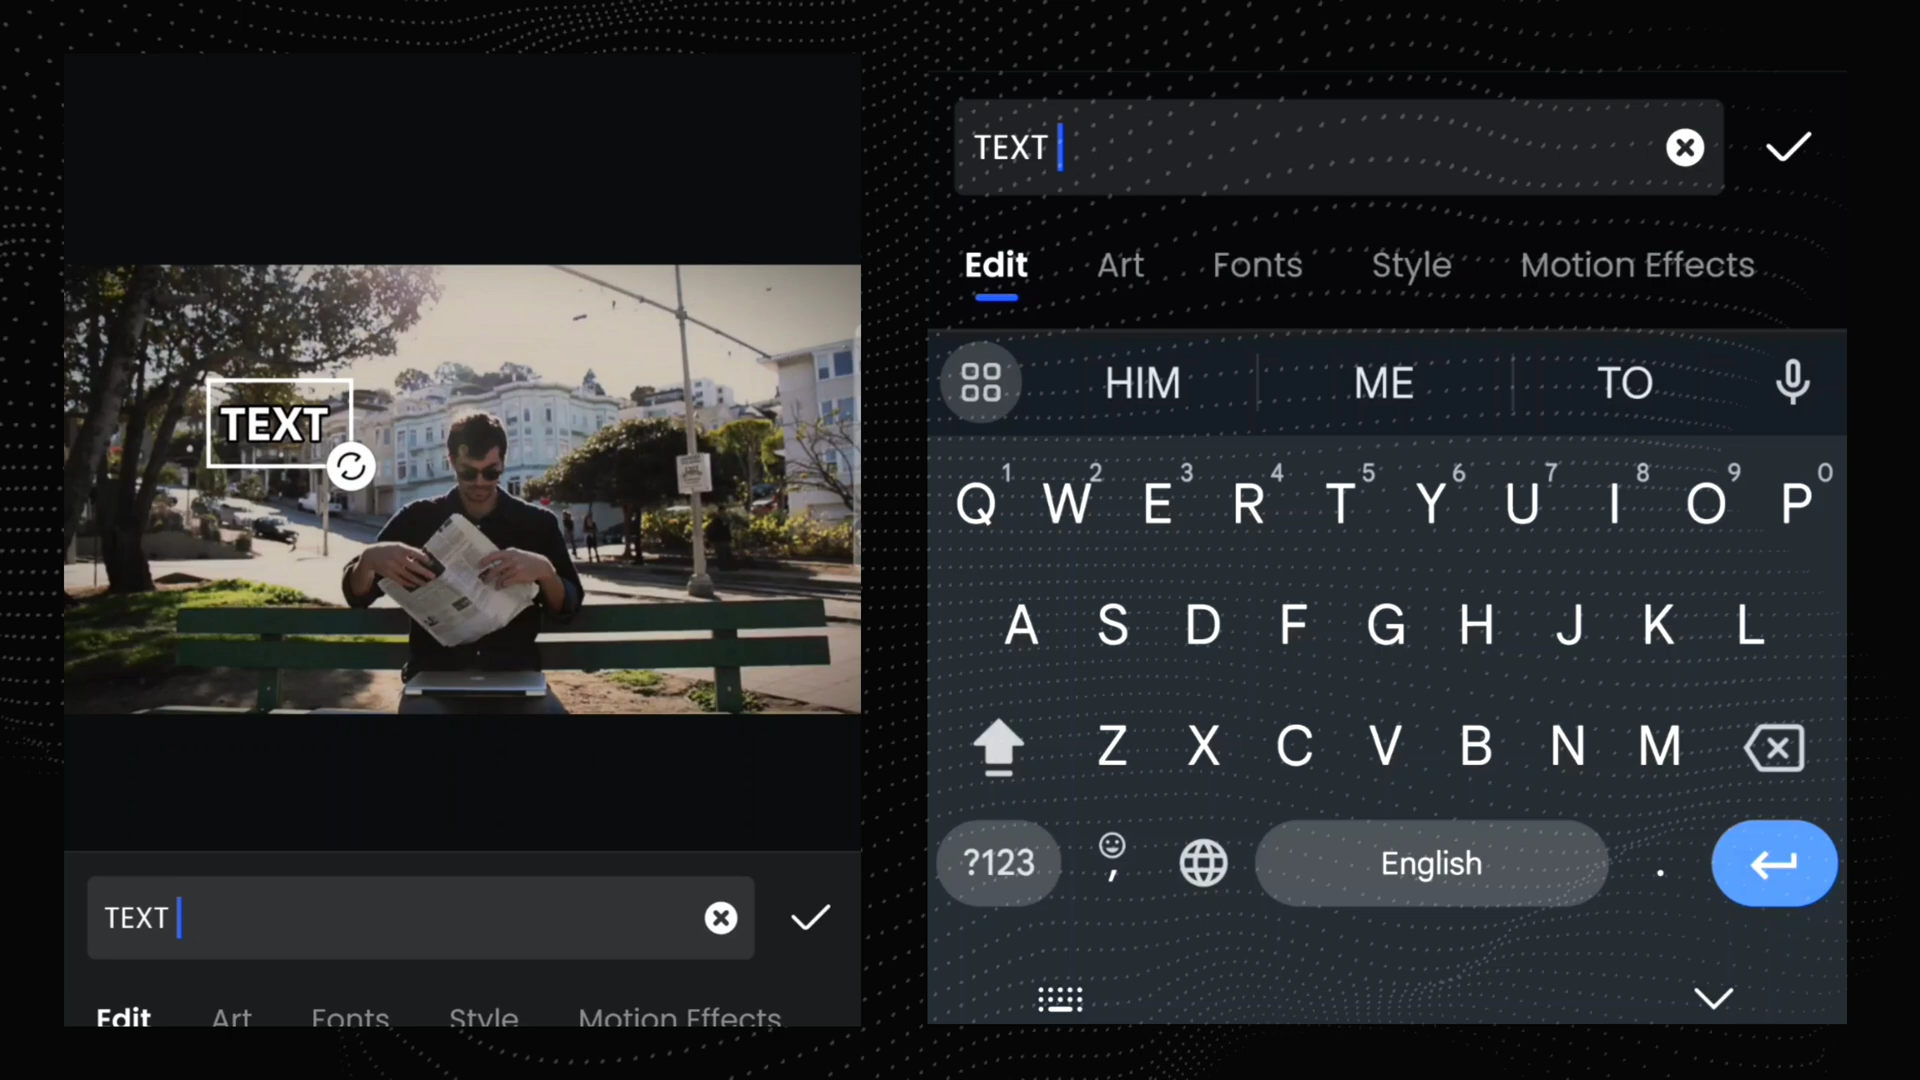 TEXT
TEXT
Edit Art Fonts Style Motion Effects
TEXT
Edit Art Fonts Style Motion Effects
HIM ME TO
1 2 3 4 5 6 7 8 9 0
Q W E R T Y U I O P
A S D F G H J K L
Z X C V B N M
?123 , English .